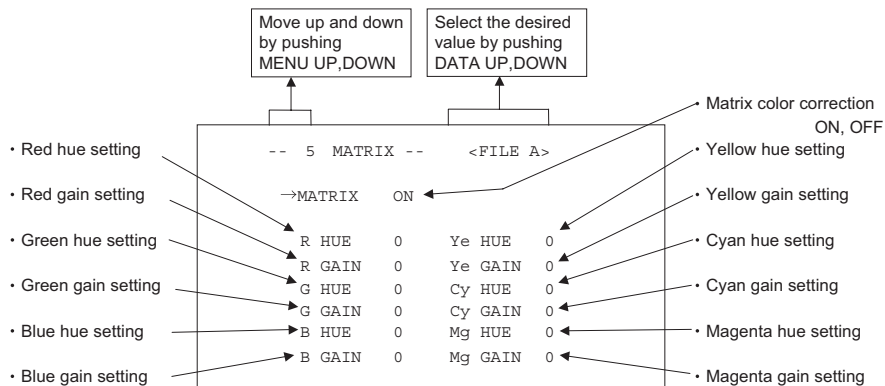 Move up and down
by pushing
MENU UP,DOWN
Select the desired
value by pushing
DATA UP,DOWN
・Matrix color correction
ON, OFF
・Red hue setting
・Red gain setting
・Green hue setting
・Green gain setting
・Blue hue setting
・Blue gain setting
-- 5 MATRIX -- <FILE A>
→MATRIX ON
R HUE 0 Ye HUE 0
R GAIN 0 Ye GAIN 0
G HUE 0 Cy HUE 0
G GAIN 0 Cy GAIN 0
B HUE 0 Mg HUE 0
B GAIN 0 Mg GAIN 0
・Yellow hue setting
・Yellow gain setting
・Cyan hue setting
・Cyan gain setting
・Magenta hue setting
・Magenta gain setting